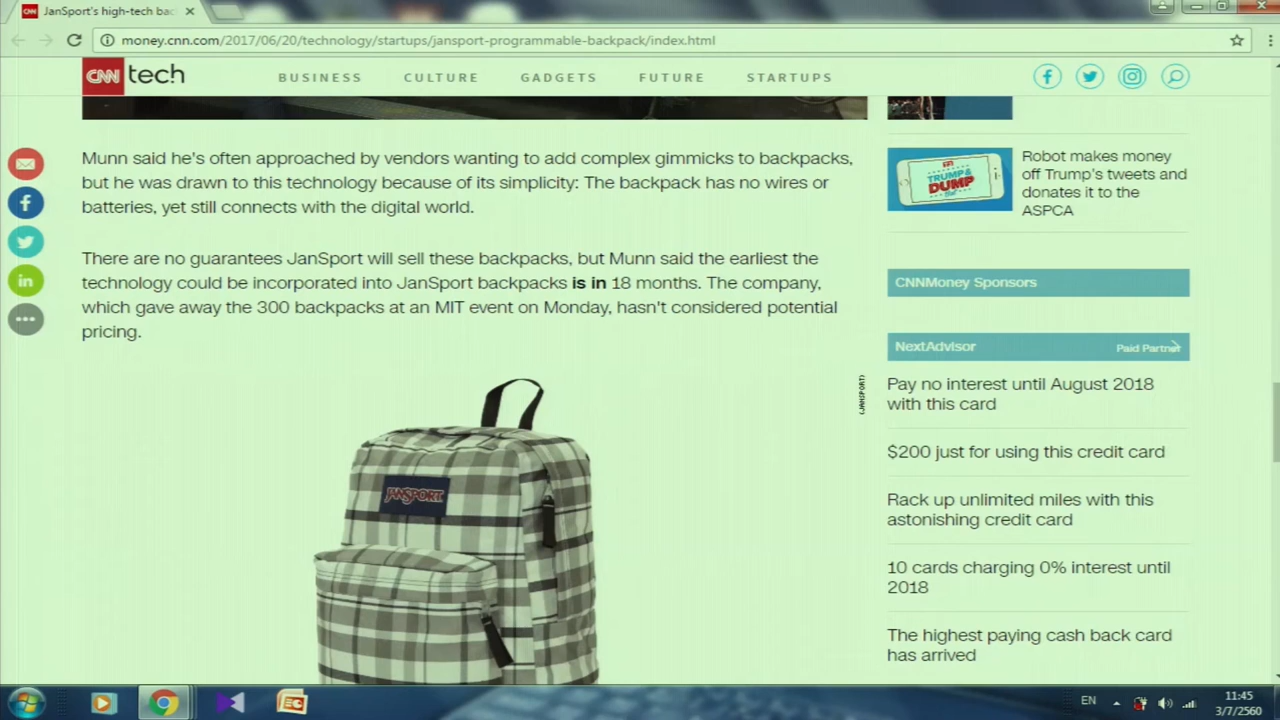 CNN JanSport's high-tech bac
money.cnn.com/2017/06/20/technology/startups/jansport-programmable-backpack/index.html
CNN tech BUSINESS CULTURE GADGETS FUTURE STARTUPS
Munn said he's often approached by vendors wanting to add complex gimmicks to backpacks,
but he was drawn to this technology because of its simplicity: The backpack has no wires or
batteries, yet still connects with the digital world.
There are no guarantees JanSport will sell these backpacks, but Munn said the earliest the
technology could be incorporated into JanSport backpacks is in 18 months. The company,
which gave away the 300 backpacks at an MIT event on Monday, hasn't considered potential
pricing.
JANSPORT
(JANSPORT)
TRUMP &
DUMP
Robot makes money
off Trump's tweets and
donates it to the
ASPCA
CNNMoney Sponsors
NextAdvisor Paid Partner
Pay no interest until August 2018
with this card
$200 just for using this credit card
Rack up unlimited miles with this
astonishing credit card
10 cards charging 0% interest until
2018
The highest paying cash back card
has arrived
EN 11:45
3/7/2560